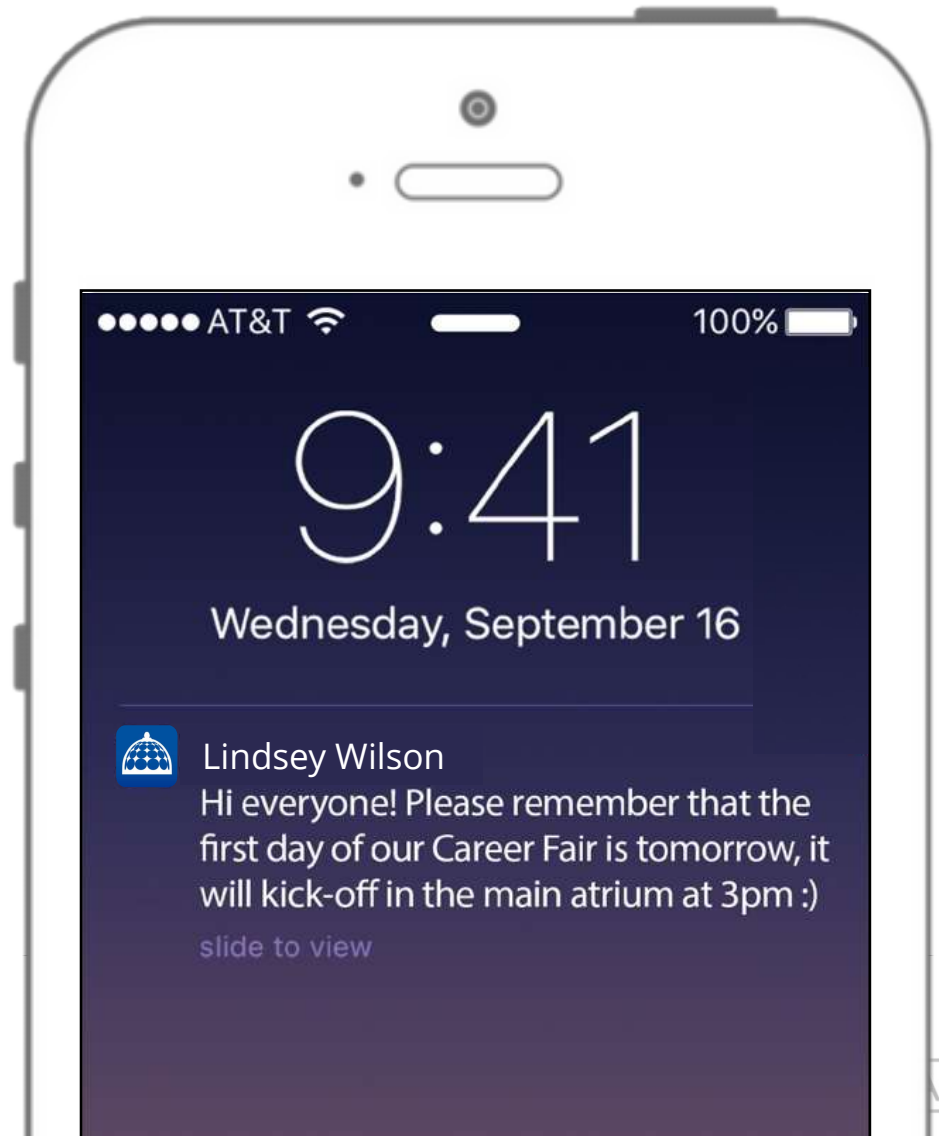 ●●●●● AT&T 100%
9:41
Wednesday, September 16
Lindsey Wilson
Hi everyone! Please remember that the
first day of our Career Fair is tomorrow, it
will kick-off in the main atrium at 3pm :)
slide to view